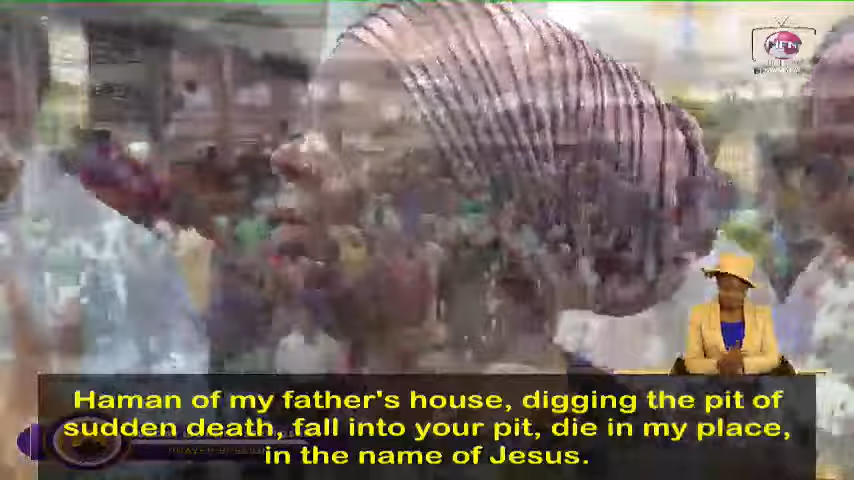 Haman of my father's house, digging the pit of
sudden death, fall into your pit, die in my place,
in the name of Jesus.